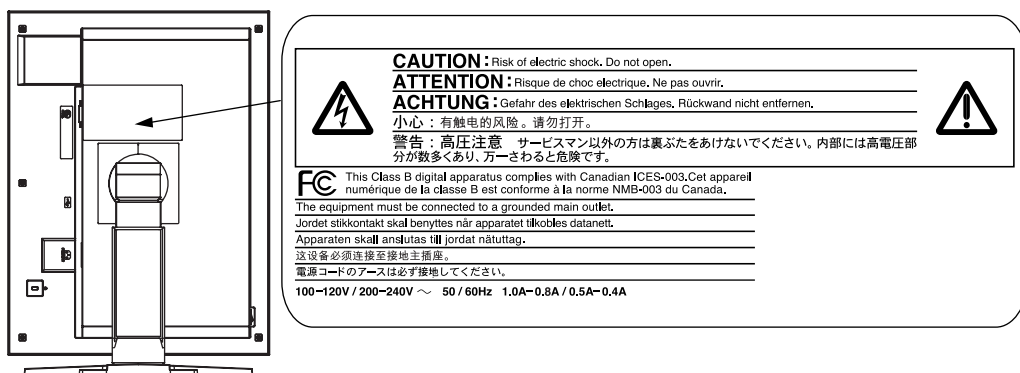 CAUTION : Risk of electric shock. Do not open.
ATTENTION : Risque de choc electrique. Ne pas ouvrir.
ACHTUNG : Gefahr des elektrischen Schlages. Rückwand nicht entfernen.
小心 : 有触电的风险。请勿打开。
警告 : 高圧注意 サービスマン以外の方は裏ぶたをあけないでください。内部には高電圧部
分が数多くあり、万一さわると危険です。
FC This Class B digital apparatus complies with Canadian ICES-003.Cet appareil
numérique de la classe B est conforme à la norme NMB-003 du Canada.
The equipment must be connected to a grounded main outlet.
Jordet stikkontakt skal benyttes når apparatet tilkobles datanett.
Apparaten skall anslutas till jordat nätuttag.
这设备必须连接至接地主插座。
電源コードのアースは必ず接地してください。
100-120V / 200-240V ～ 50 / 60Hz 1.0A-0.8A / 0.5A-0.4A